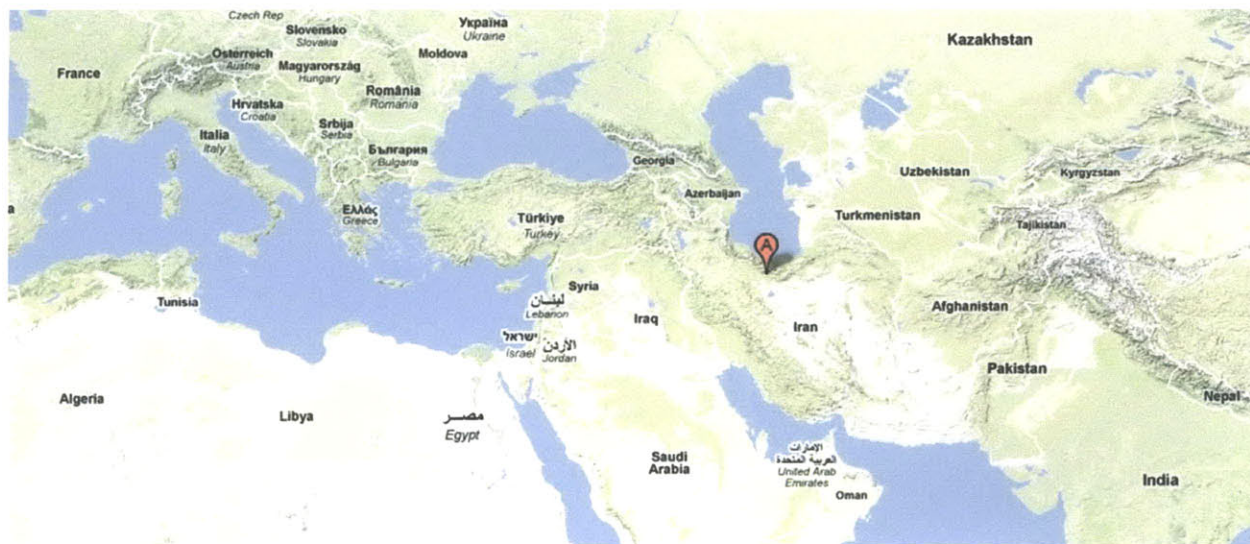 Czech Rep
Slovensko
Slovakia
Україна
Ukraine
Kazakhstan
France
Österreich
Austria
Magyarország
Hungary
Moldova
România
Romania
Hrvatska
Croatia
Italia
Italy
Srbija
Serbia
България
Bulgaria
Georgia
Uzbekistan
Kyrgyzstan
Azerbaijan
a
Ελλάς
Greece
Türkiye
Turkey
Turkmenistan
Tajikistan
A
Tunisia
لبنان
Lebanon
Syria
Iraq
Iran
Afghanistan
ישראל
Israel
الأردن
Jordan
Pakistan
Algeria
Libya
مصر
Egypt
Nepal
Saudi
Arabia
الإمارات
العربية المتحدة
United Arab
Emirates
Oman
India